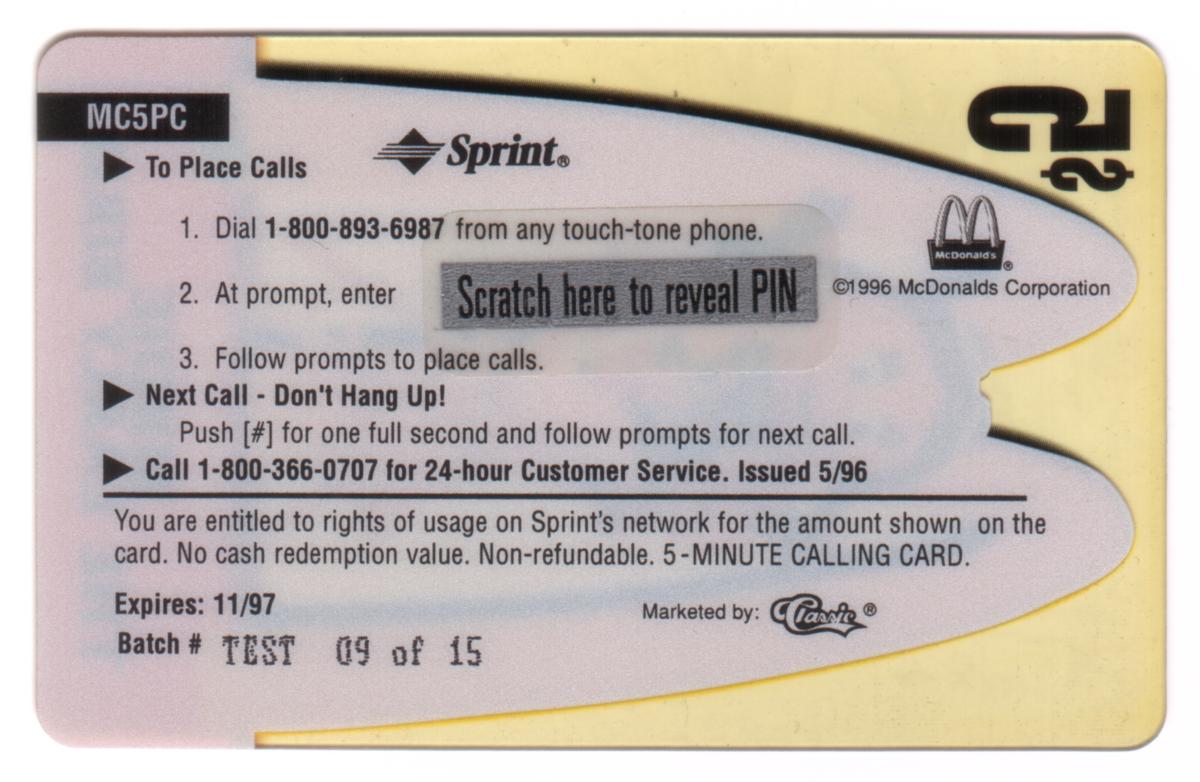 MC5PC
To Place Calls
Sprint®
1. Dial 1-800-893-6987 from any touch-tone phone.
2. At prompt, enter
Scratch here to reveal PIN
3. Follow prompts to place calls.
Next Call - Don't Hang Up!
Push [#] for one full second and follow prompts for next call.
Call 1-800-366-0707 for 24-hour Customer Service. Issued 5/96
You are entitled to rights of usage on Sprint's network for the amount shown on the
card. No cash redemption value. Non-refundable. 5-MINUTE CALLING CARD.
Expires: 11/97
Marketed by: Classic®
Batch # TEST 09 of 15
$5
McDonald's®
©1996 McDonalds Corporation